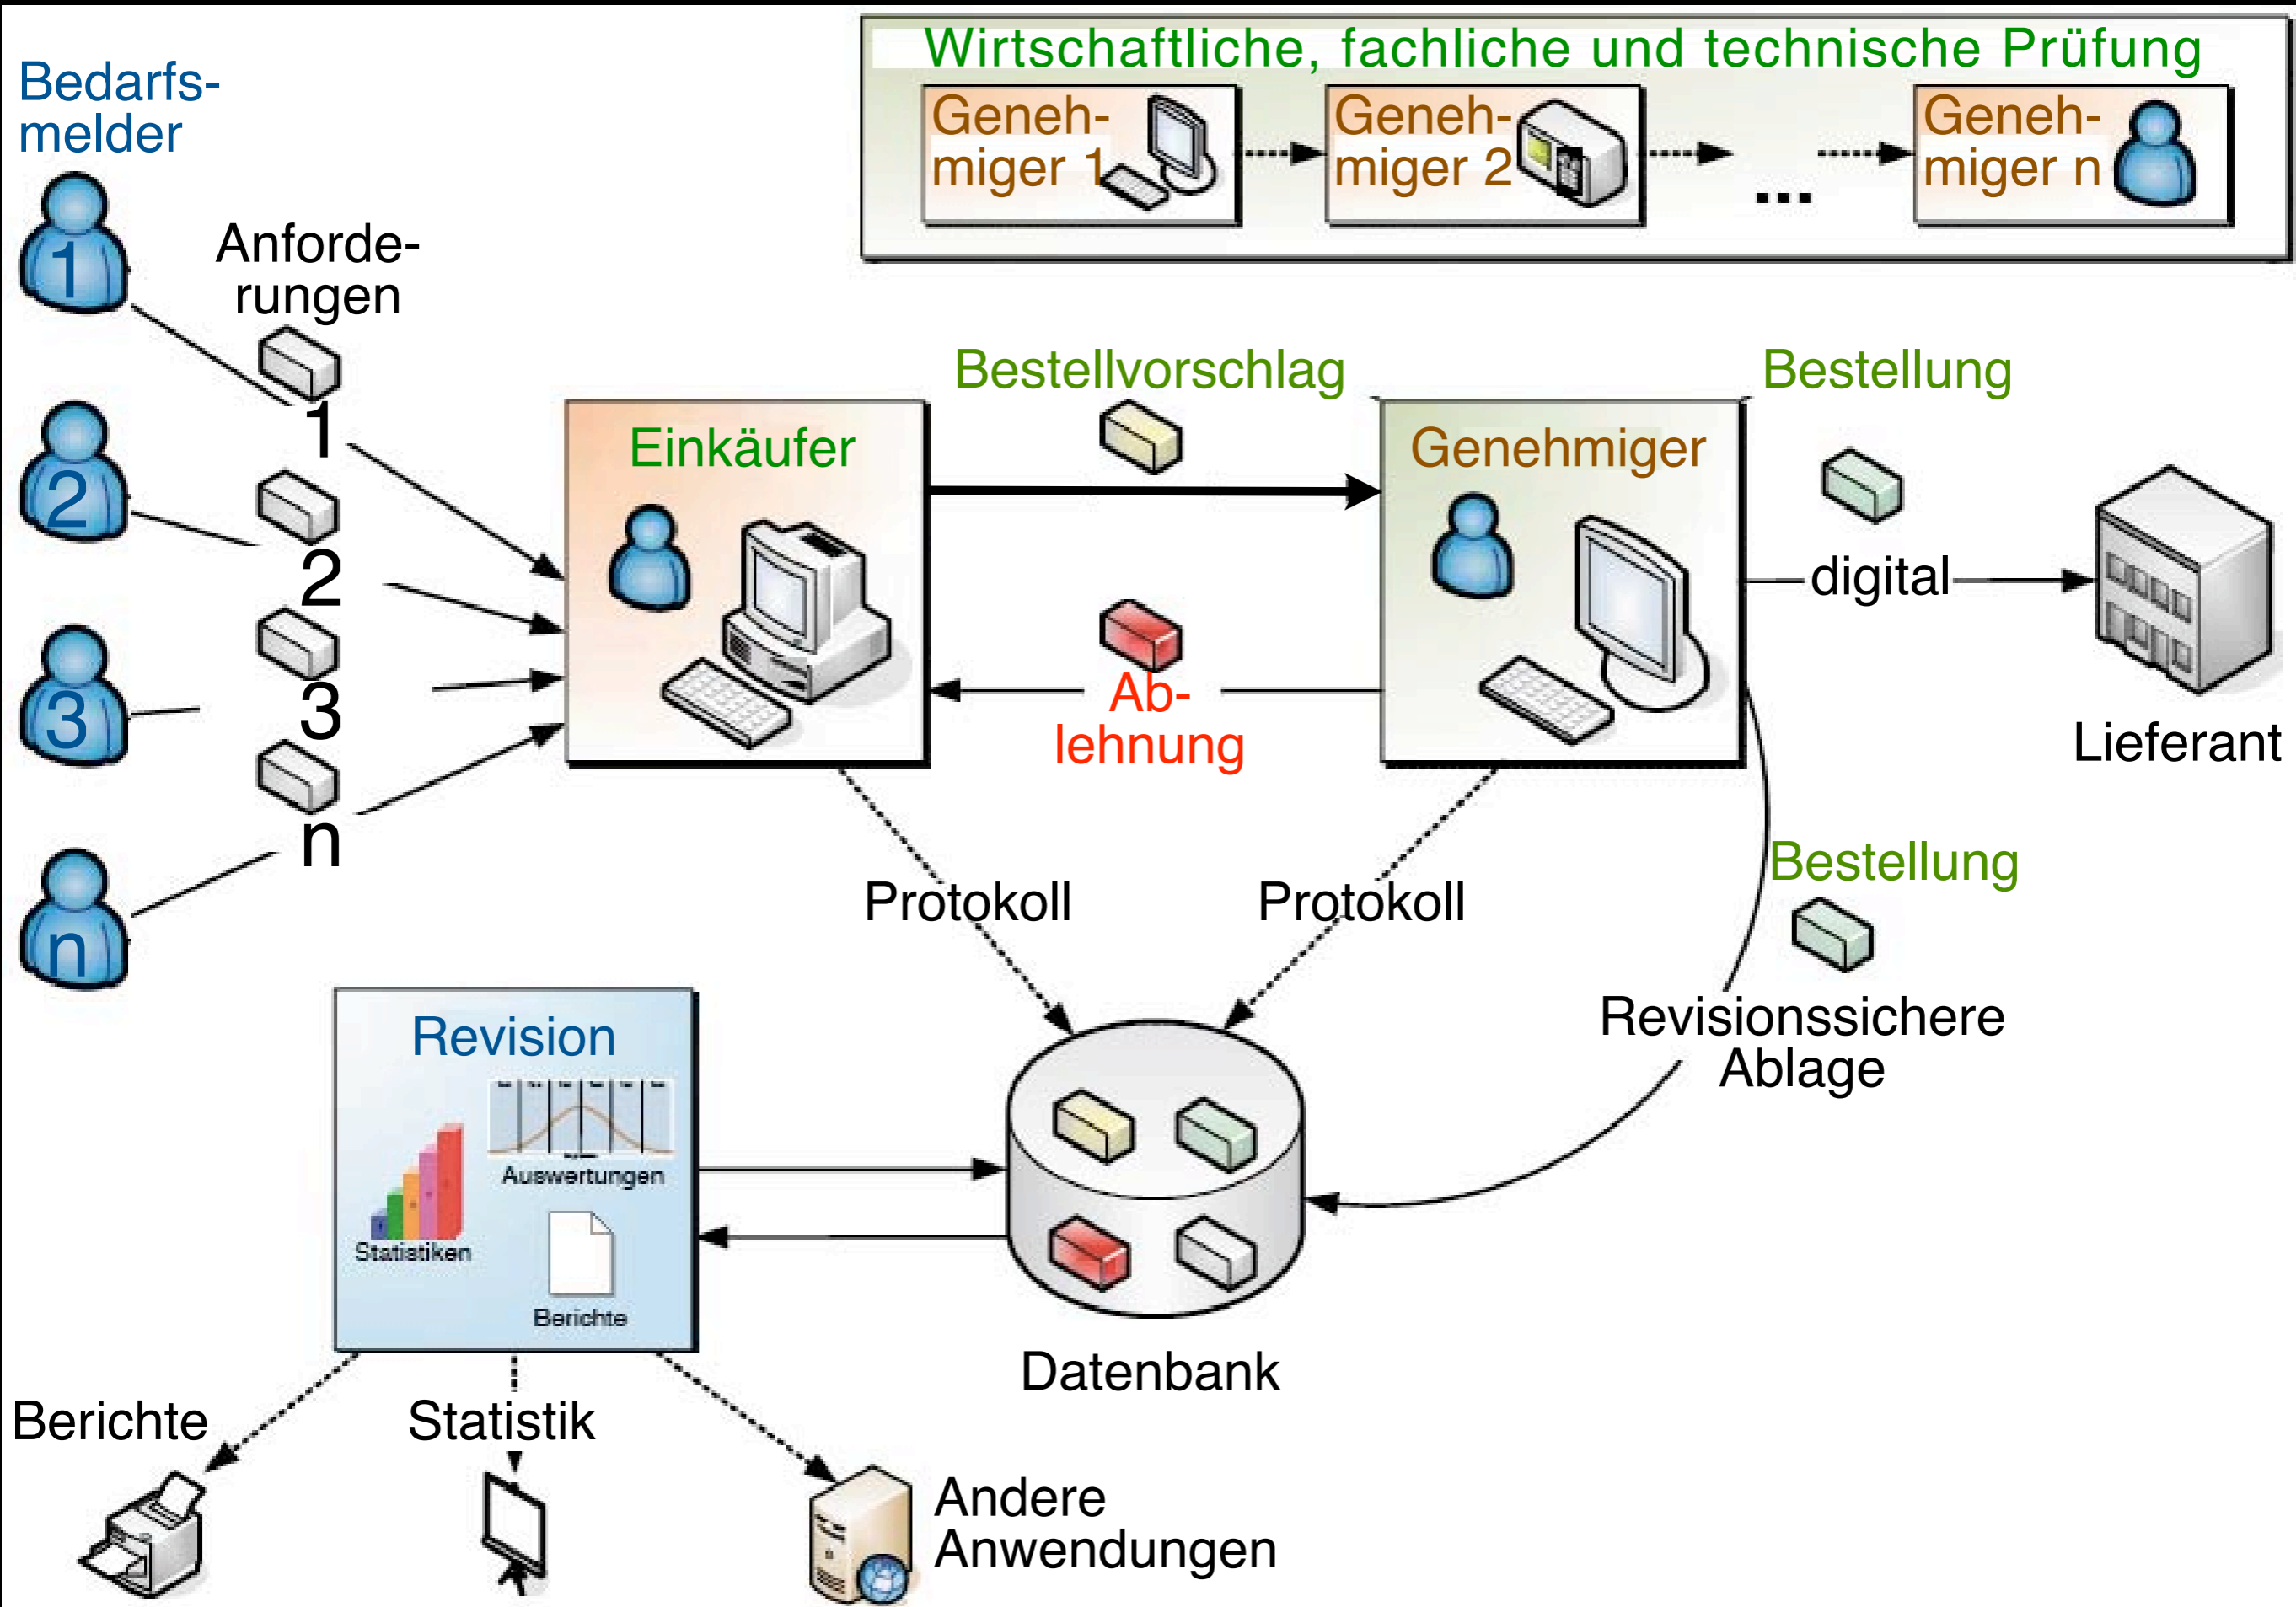 Wirtschaftliche, fachliche und technische Prüfung
Geneh-
miger 1
Geneh-
miger 2
...
Geneh-
miger n
Bedarfs-
melder
1
2
3
n
Anforde-
rungen
1
2
3
n
Einkäufer
Bestellvorschlag
Ab-
lehnung
Genehmiger
Bestellung
digital
Lieferant
Protokoll
Protokoll
Bestellung
Revisionssichere
Ablage
Revision
Auswertungen
Statistiken
Berichte
Datenbank
Berichte
Statistik
Andere
Anwendungen